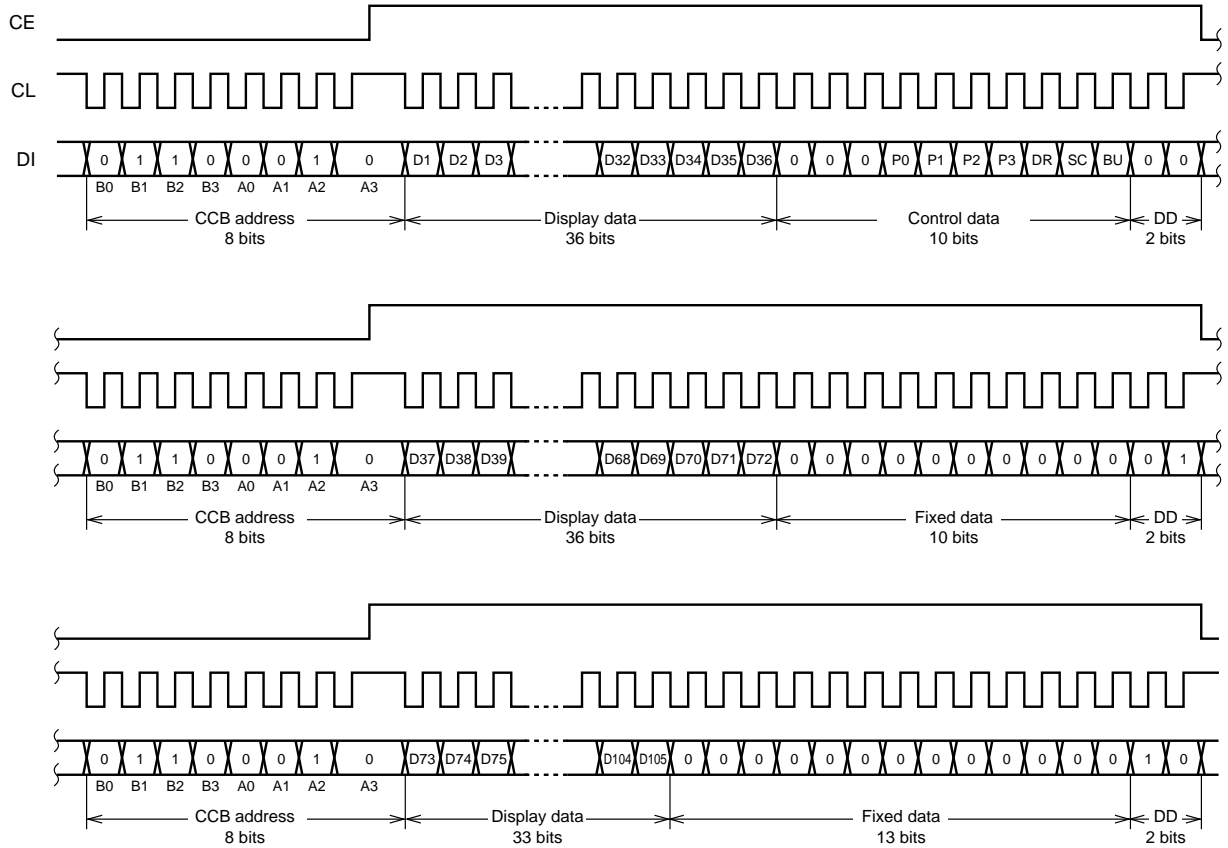 CE
CL
DI 0 1 1 0 0 0 1 0 D1 D2 D3 D32 D33 D34 D35 D36 0 0 0 P0 P1 P2 P3 DR SC BU 0 0
B0 B1 B2 B3 A0 A1 A2 A3
CCB address Display data Control data DD
8 bits 36 bits 10 bits 2 bits
0 1 1 0 0 0 1 0 D37 D38 D39 D68 D69 D70 D71 D72 0 0 0 0 0 0 0 0 0 0 0 1
B0 B1 B2 B3 A0 A1 A2 A3
CCB address Display data Fixed data DD
8 bits 36 bits 10 bits 2 bits
0 1 1 0 0 0 1 0 D73 D74 D75 D104 D105 0 0 0 0 0 0 0 0 0 0 0 0 0 1 0
B0 B1 B2 B3 A0 A1 A2 A3
CCB address Display data Fixed data DD
8 bits 33 bits 13 bits 2 bits